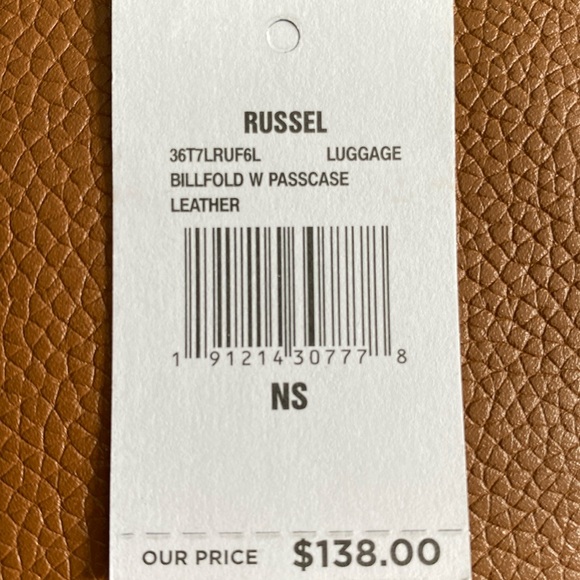 RUSSEL
36T7LRUF6L LUGGAGE
BILLFOLD W PASSCASE
LEATHER
1 91214 30777 8
NS
OUR PRICE $138.00